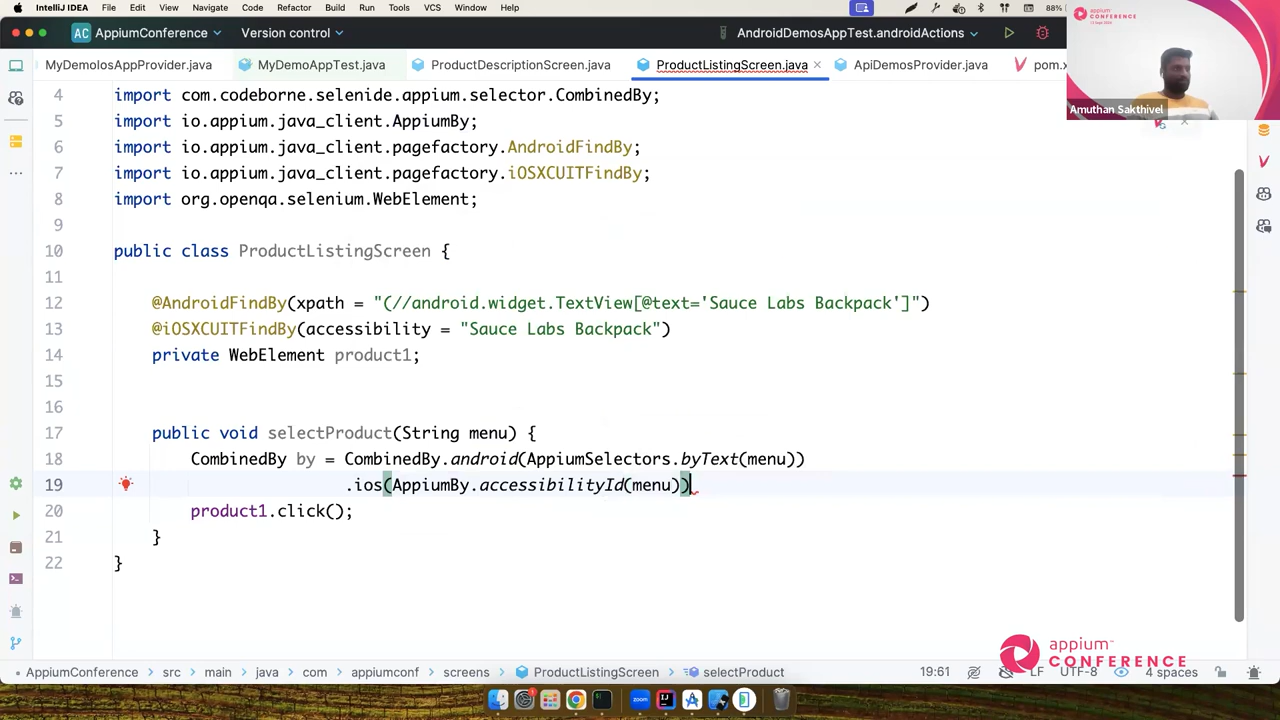 IntelliJ IDEA File Edit View Navigate Code Refactor Build Run Tools VCS Window Help 88%
AC AppiumConference Version control AndroidDemosAppTest.androidActions
MyDemoIosAppProvider.java MyDemoAppTest.java ProductDescriptionScreen.java ProductListingScreen.java ApiDemosProvider.java pom.x
appium
CONFERENCE
Amuthan Sakthivel
4 import com.codeborne.selenide.appium.selector.CombinedBy;
5 import io.appium.java_client.AppiumBy;
6 import io.appium.java_client.pagefactory.AndroidFindBy;
7 import io.appium.java_client.pagefactory.iOSXCUITFindBy;
8 import org.openqa.selenium.WebElement;
9
10 public class ProductListingScreen {
11
12 @AndroidFindBy(xpath = "(//android.widget.TextView[@text='Sauce Labs Backpack']")
13 @iOSXCUITFindBy(accessibility = "Sauce Labs Backpack")
14 private WebElement product1;
15
16
17 public void selectProduct(String menu) {
18 CombinedBy by = CombinedBy.android(AppiumSelectors.byText(menu))
19 .ios(AppiumBy.accessibilityId(menu))
20 product1.click();
21 }
22 }
appium™
CONFERENCE
AppiumConference src main java com appiumconf screens ProductListingScreen selectProduct 19:61 LF UTF-8 4 spaces
zoom